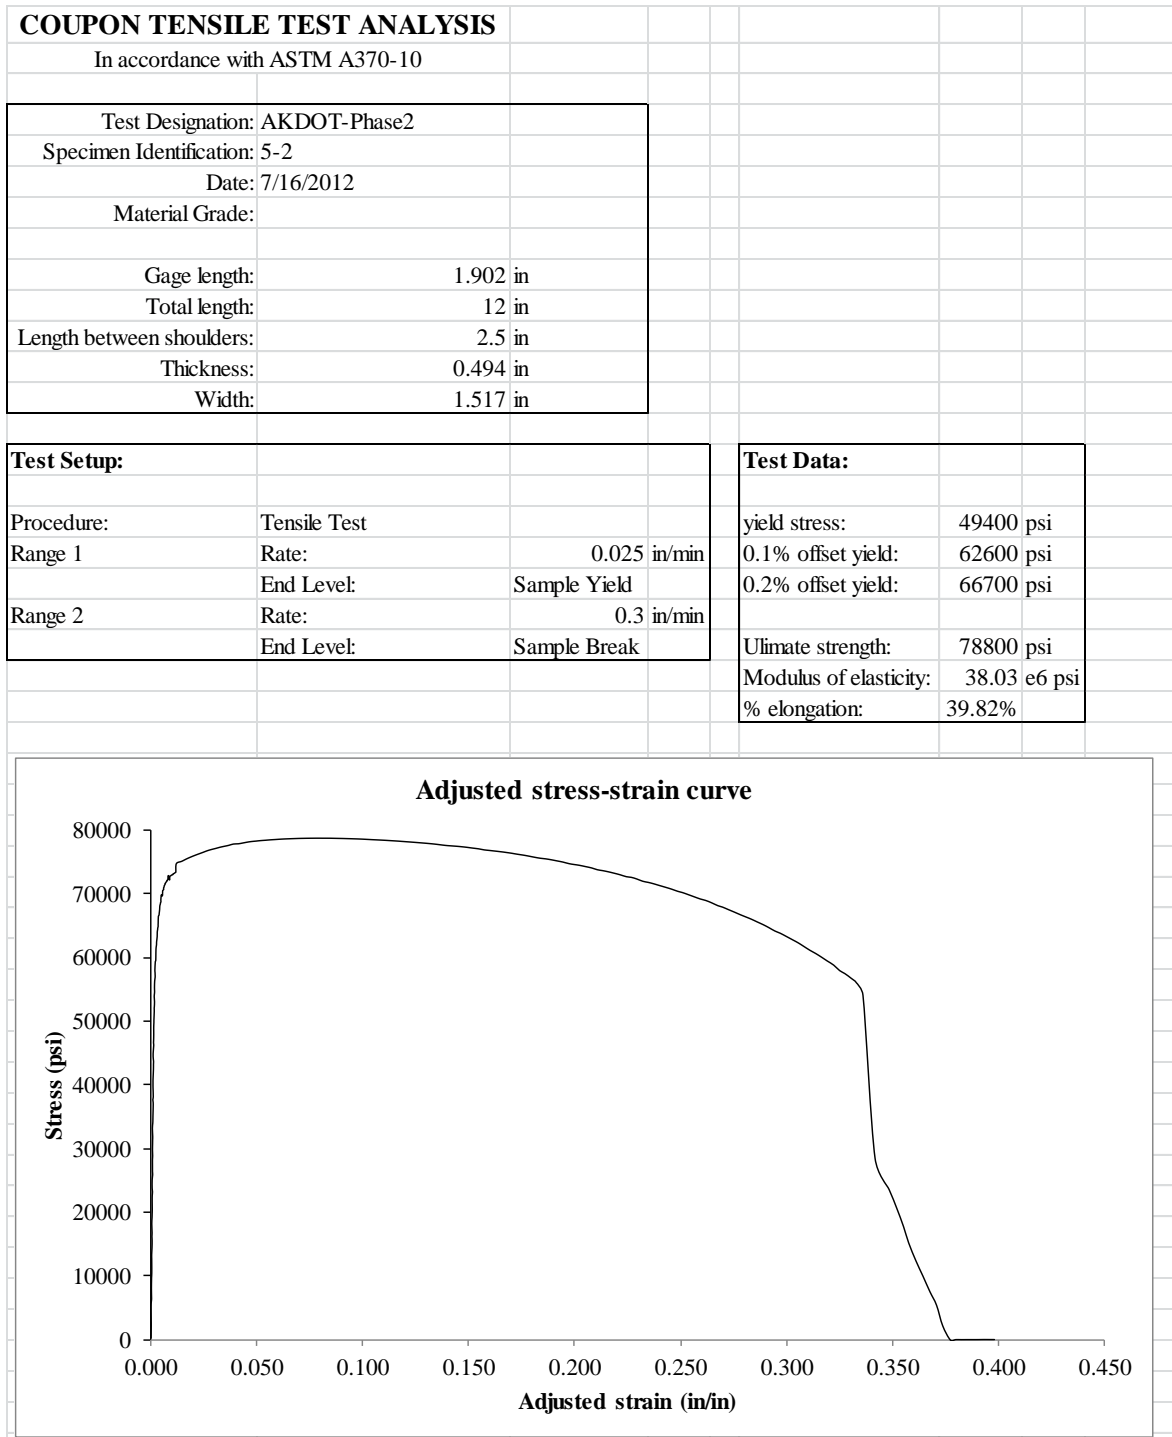 COUPON TENSILE TEST ANALYSIS
In accordance with ASTM A370-10
Test Designation: AKDOT-Phase2
Specimen Identification: 5-2
Date: 7/16/2012
Material Grade:
Gage length: 1.902 in
Total length: 12 in
Length between shoulders: 2.5 in
Thickness: 0.494 in
Width: 1.517 in
Test Setup:
Procedure: Tensile Test
Range 1 Rate: 0.025 in/min
End Level: Sample Yield
Range 2 Rate: 0.3 in/min
End Level: Sample Break
Test Data:
yield stress: 49400 psi
0.1% offset yield: 62600 psi
0.2% offset yield: 66700 psi
Ulimate strength: 78800 psi
Modulus of elasticity: 38.03 e6 psi
% elongation: 39.82%
Adjusted stress-strain curve
80000
70000
60000
50000
40000
30000
20000
10000
0
Stress (psi)
0.000 0.050 0.100 0.150 0.200 0.250 0.300 0.350 0.400 0.450
Adjusted strain (in/in)